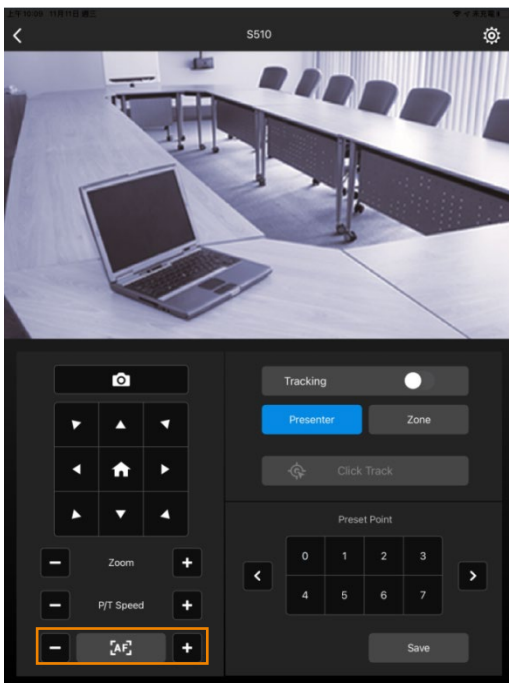 S510
Tracking
Presenter
Zone
Click Track
Preset Point
0 1 2 3
4 5 6 7
Zoom
P/T Speed
[AF]
Save